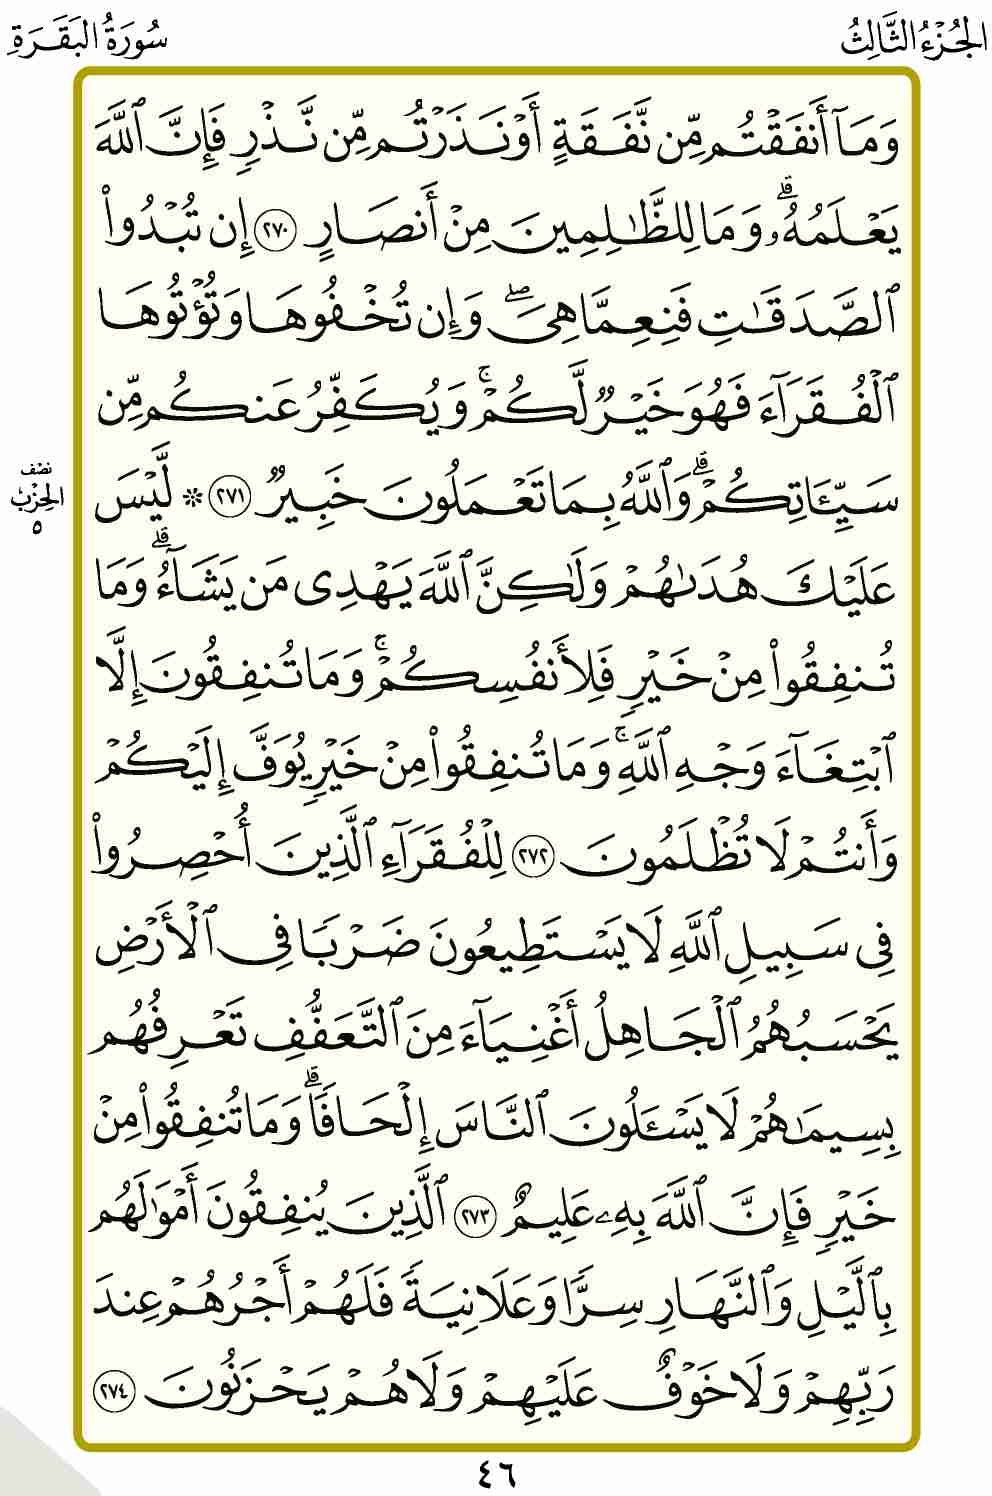 الجُزْءُ الثَّالِثُ
سُورَةُ البَقَرَةِ
وَمَآ أَنفَقْتُم مِّن نَّفَقَةٍ أَوْ نَذَرْتُم مِّن نَّذْرٍ فَإِنَّ ٱللَّهَ
يَعْلَمُهُۥۗ وَمَا لِلظَّٰلِمِينَ مِنْ أَنصَارٍ ٢٧٠ إِن تُبْدُوا۟
ٱلصَّدَقَٰتِ فَنِعِمَّا هِىَۖ وَإِن تُخْفُوهَا وَتُؤْتُوهَا
ٱلْفُقَرَآءَ فَهُوَ خَيْرٌ لَّكُمْۚ وَيُكَفِّرُ عَنكُم مِّن
سَيِّـَٔاتِكُمْۗ وَٱللَّهُ بِمَا تَعْمَلُونَ خَبِيرٌ ٢٧١ ۞ لَّيْسَ
نصف
الحزب
٥
عَلَيْكَ هُدَىٰهُمْ وَلَٰكِنَّ ٱللَّهَ يَهْدِى مَن يَشَآءُۗ وَمَا
تُنفِقُوا۟ مِنْ خَيْرٍ فَلِأَنفُسِكُمْۚ وَمَا تُنفِقُونَ إِلَّا
ٱبْتِغَآءَ وَجْهِ ٱللَّهِۚ وَمَا تُنفِقُوا۟ مِنْ خَيْرٍ يُوَفَّ إِلَيْكُمْ
وَأَنتُمْ لَا تُظْلَمُونَ ٢٧٢ لِلْفُقَرَآءِ ٱلَّذِينَ أُحْصِرُوا۟
فِى سَبِيلِ ٱللَّهِ لَا يَسْتَطِيعُونَ ضَرْبًا فِى ٱلْأَرْضِ
يَحْسَبُهُمُ ٱلْجَاهِلُ أَغْنِيَآءَ مِنَ ٱلتَّعَفُّفِ تَعْرِفُهُم
بِسِيمَٰهُمْ لَا يَسْـَٔلُونَ ٱلنَّاسَ إِلْحَافًاۗ وَمَا تُنفِقُوا۟ مِنْ
خَيْرٍ فَإِنَّ ٱللَّهَ بِهِۦ عَلِيمٌ ٢٧٣ ٱلَّذِينَ يُنفِقُونَ أَمْوَٰلَهُم
بِٱلَّيْلِ وَٱلنَّهَارِ سِرًّا وَعَلَانِيَةً فَلَهُمْ أَجْرُهُمْ عِندَ
رَبِّهِمْ وَلَا خَوْفٌ عَلَيْهِمْ وَلَا هُمْ يَحْزَنُونَ ٢٧٤
٤٦